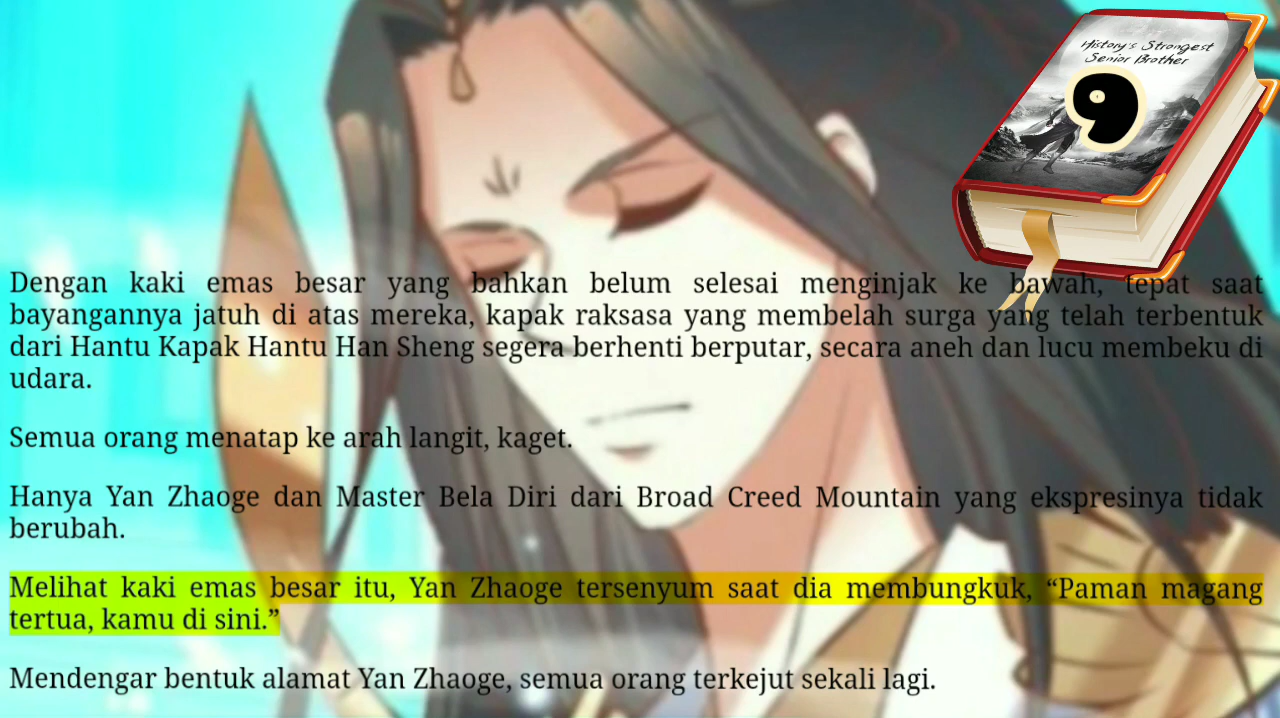 History's Strongest
Senior Brother
9
Dengan kaki emas besar yang bahkan belum selesai menginjak ke bawah, tepat saat
bayangannya jatuh di atas mereka, kapak raksasa yang membelah surga yang telah terbentuk
dari Hantu Kapak Hantu Han Sheng segera berhenti berputar, secara aneh dan lucu membeku di
udara.
Semua orang menatap ke arah langit, kaget.
Hanya Yan Zhaoge dan Master Bela Diri dari Broad Creed Mountain yang ekspresinya tidak
berubah.
Melihat kaki emas besar itu, Yan Zhaoge tersenyum saat dia membungkuk, “Paman magang
tertua, kamu di sini.”
Mendengar bentuk alamat Yan Zhaoge, semua orang terkejut sekali lagi.